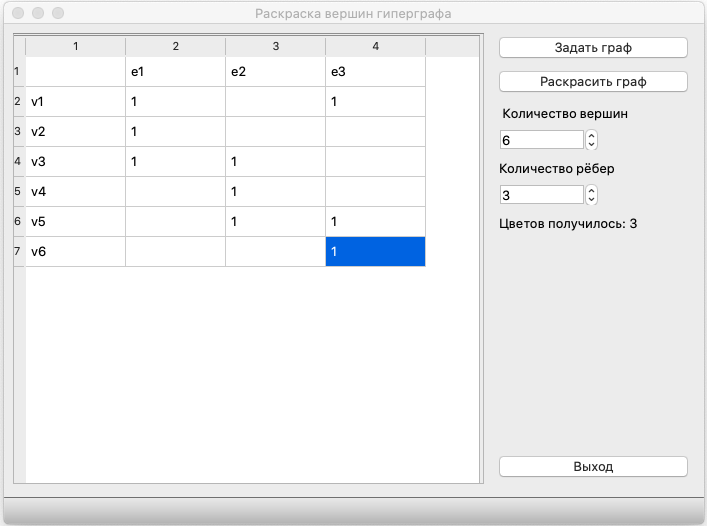 Раскраска вершин гиперграфа
1 2 3 4
1 e1 e2 e3
2 v1 1 1
3 v2 1
4 v3 1 1
5 v4 1
6 v5 1 1
7 v6 1
Задать граф
Раскрасить граф
Количество вершин
6
Количество рёбер
3
Цветов получилось: 3
Выход